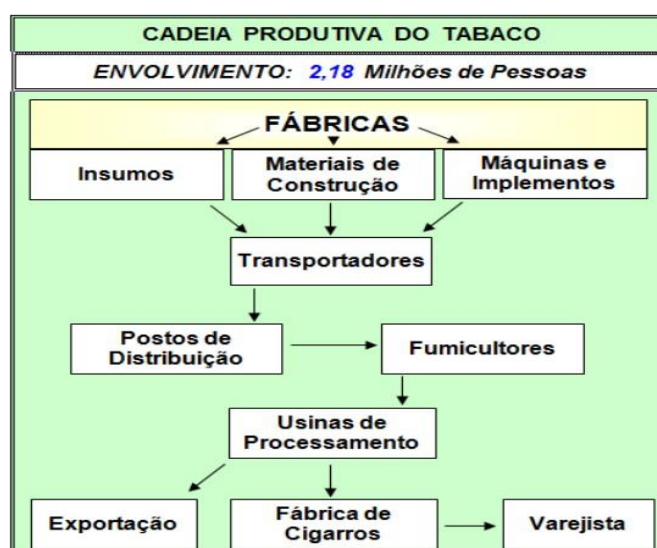 CADEIA PRODUTIVA DO TABACO
ENVOLVIMENTO: 2,18 Milhões de Pessoas
FÁBRICAS
Insumos
Materiais de
Construção
Máquinas e
Implementos
Transportadores
Postos de
Distribuição
Fumicultores
Usinas de
Processamento
Exportação
Fábrica de
Cigarros
Varejista